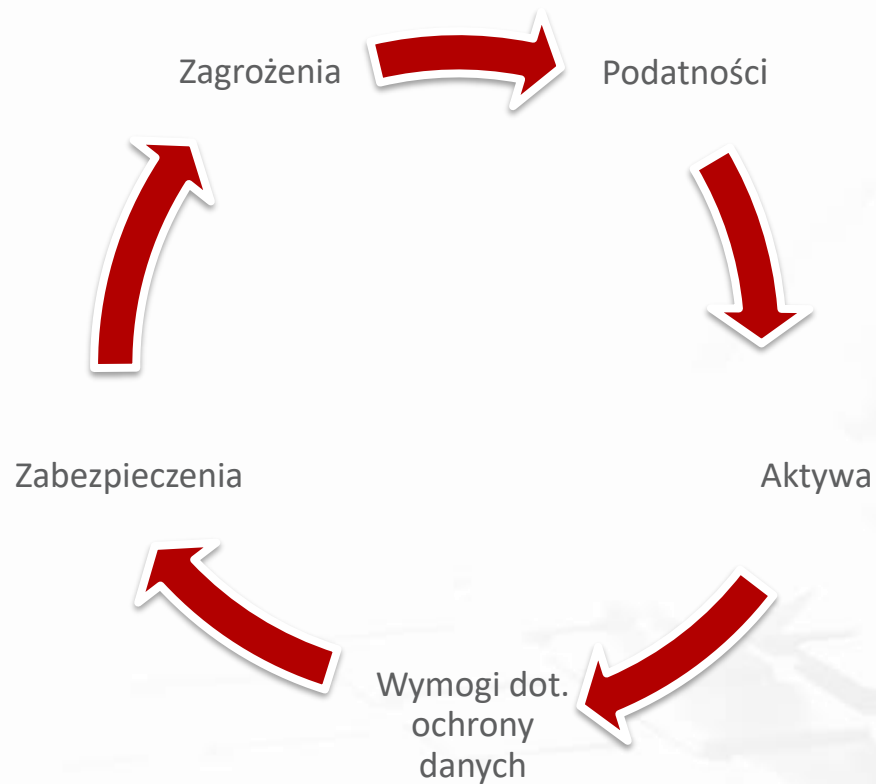 Zagrożenia
Podatności
Aktywa
Wymogi dot.
ochrony
danych
Zabezpieczenia